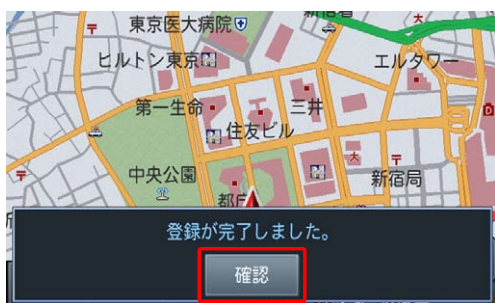 東京医大病院
ヒルトン東京
エルタワー
第一生命
三井
住友ビル
中央公園
新宿局
都庁
登録が完了しました。
確認